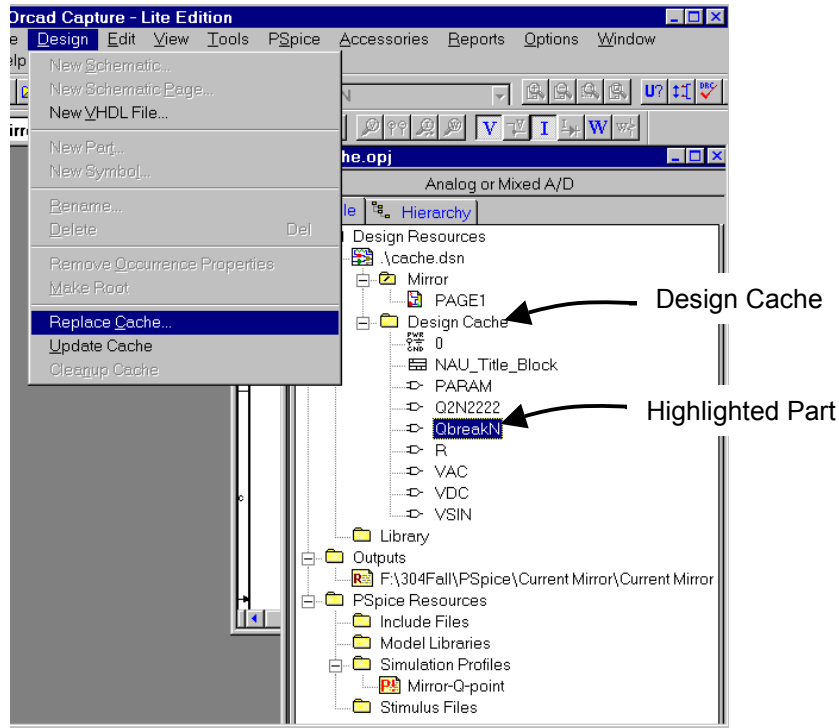 Orcad Capture - Lite Edition
e Design Edit View Tools PSpice Accessories Reports Options Window
elp
New Schematic...
New Schematic Page...
New VHDL File...
New Part...
New Symbol...
Rename...
Delete Del
Remove Occurrence Properties
Make Root
Replace Cache...
Update Cache
Cleanup Cache
N
U? DRC
V I W
irro
he.opj
Analog or Mixed A/D
le Hierarchy
Design Resources
.\cache.dsn
Mirror
PAGE1
Design Cache
PWR GND 0
NAU_Title_Block
PARAM
Q2N2222
QbreakN
R
VAC
VDC
VSIN
Library
Outputs
F:\304Fall\PSpice\Current Mirror\Current Mirror
PSpice Resources
Include Files
Model Libraries
Simulation Profiles
Mirror-Q-point
Stimulus Files
Design Cache
Highlighted Part